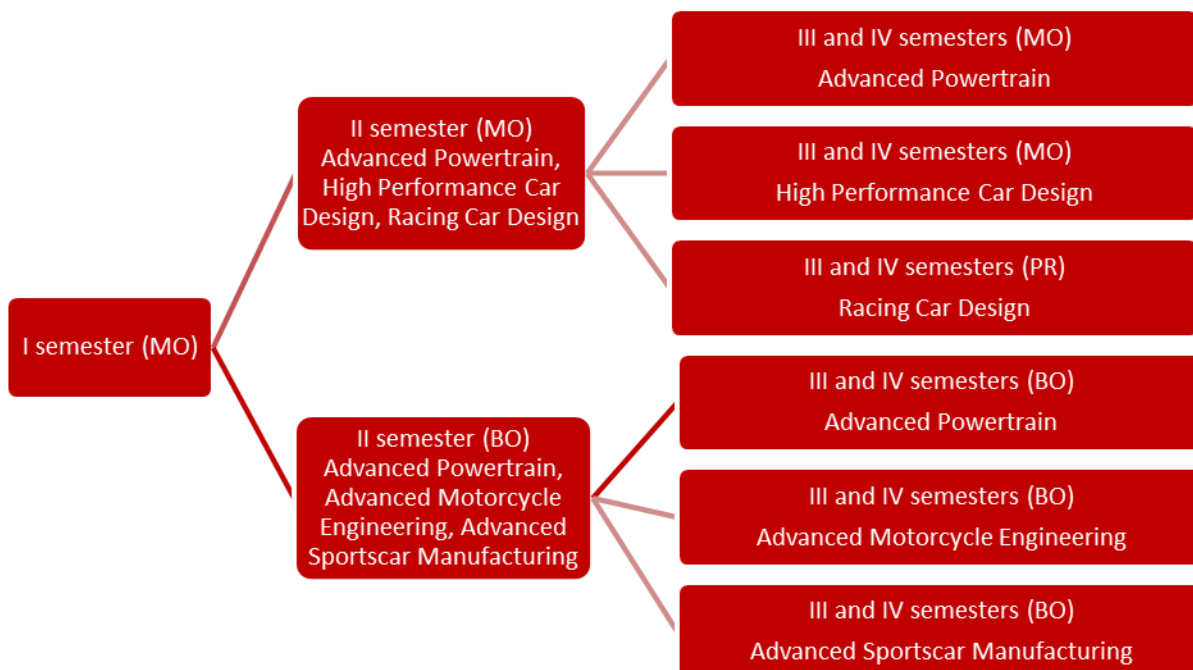 I semester (MO)
II semester (MO)
Advanced Powertrain,
High Performance Car
Design, Racing Car Design
II semester (BO)
Advanced Powertrain,
Advanced Motorcycle
Engineering, Advanced
Sportscar Manufacturing
III and IV semesters (MO)
Advanced Powertrain
III and IV semesters (MO)
High Performance Car Design
III and IV semesters (PR)
Racing Car Design
III and IV semesters (BO)
Advanced Powertrain
III and IV semesters (BO)
Advanced Motorcycle Engineering
III and IV semesters (BO)
Advanced Sportscar Manufacturing